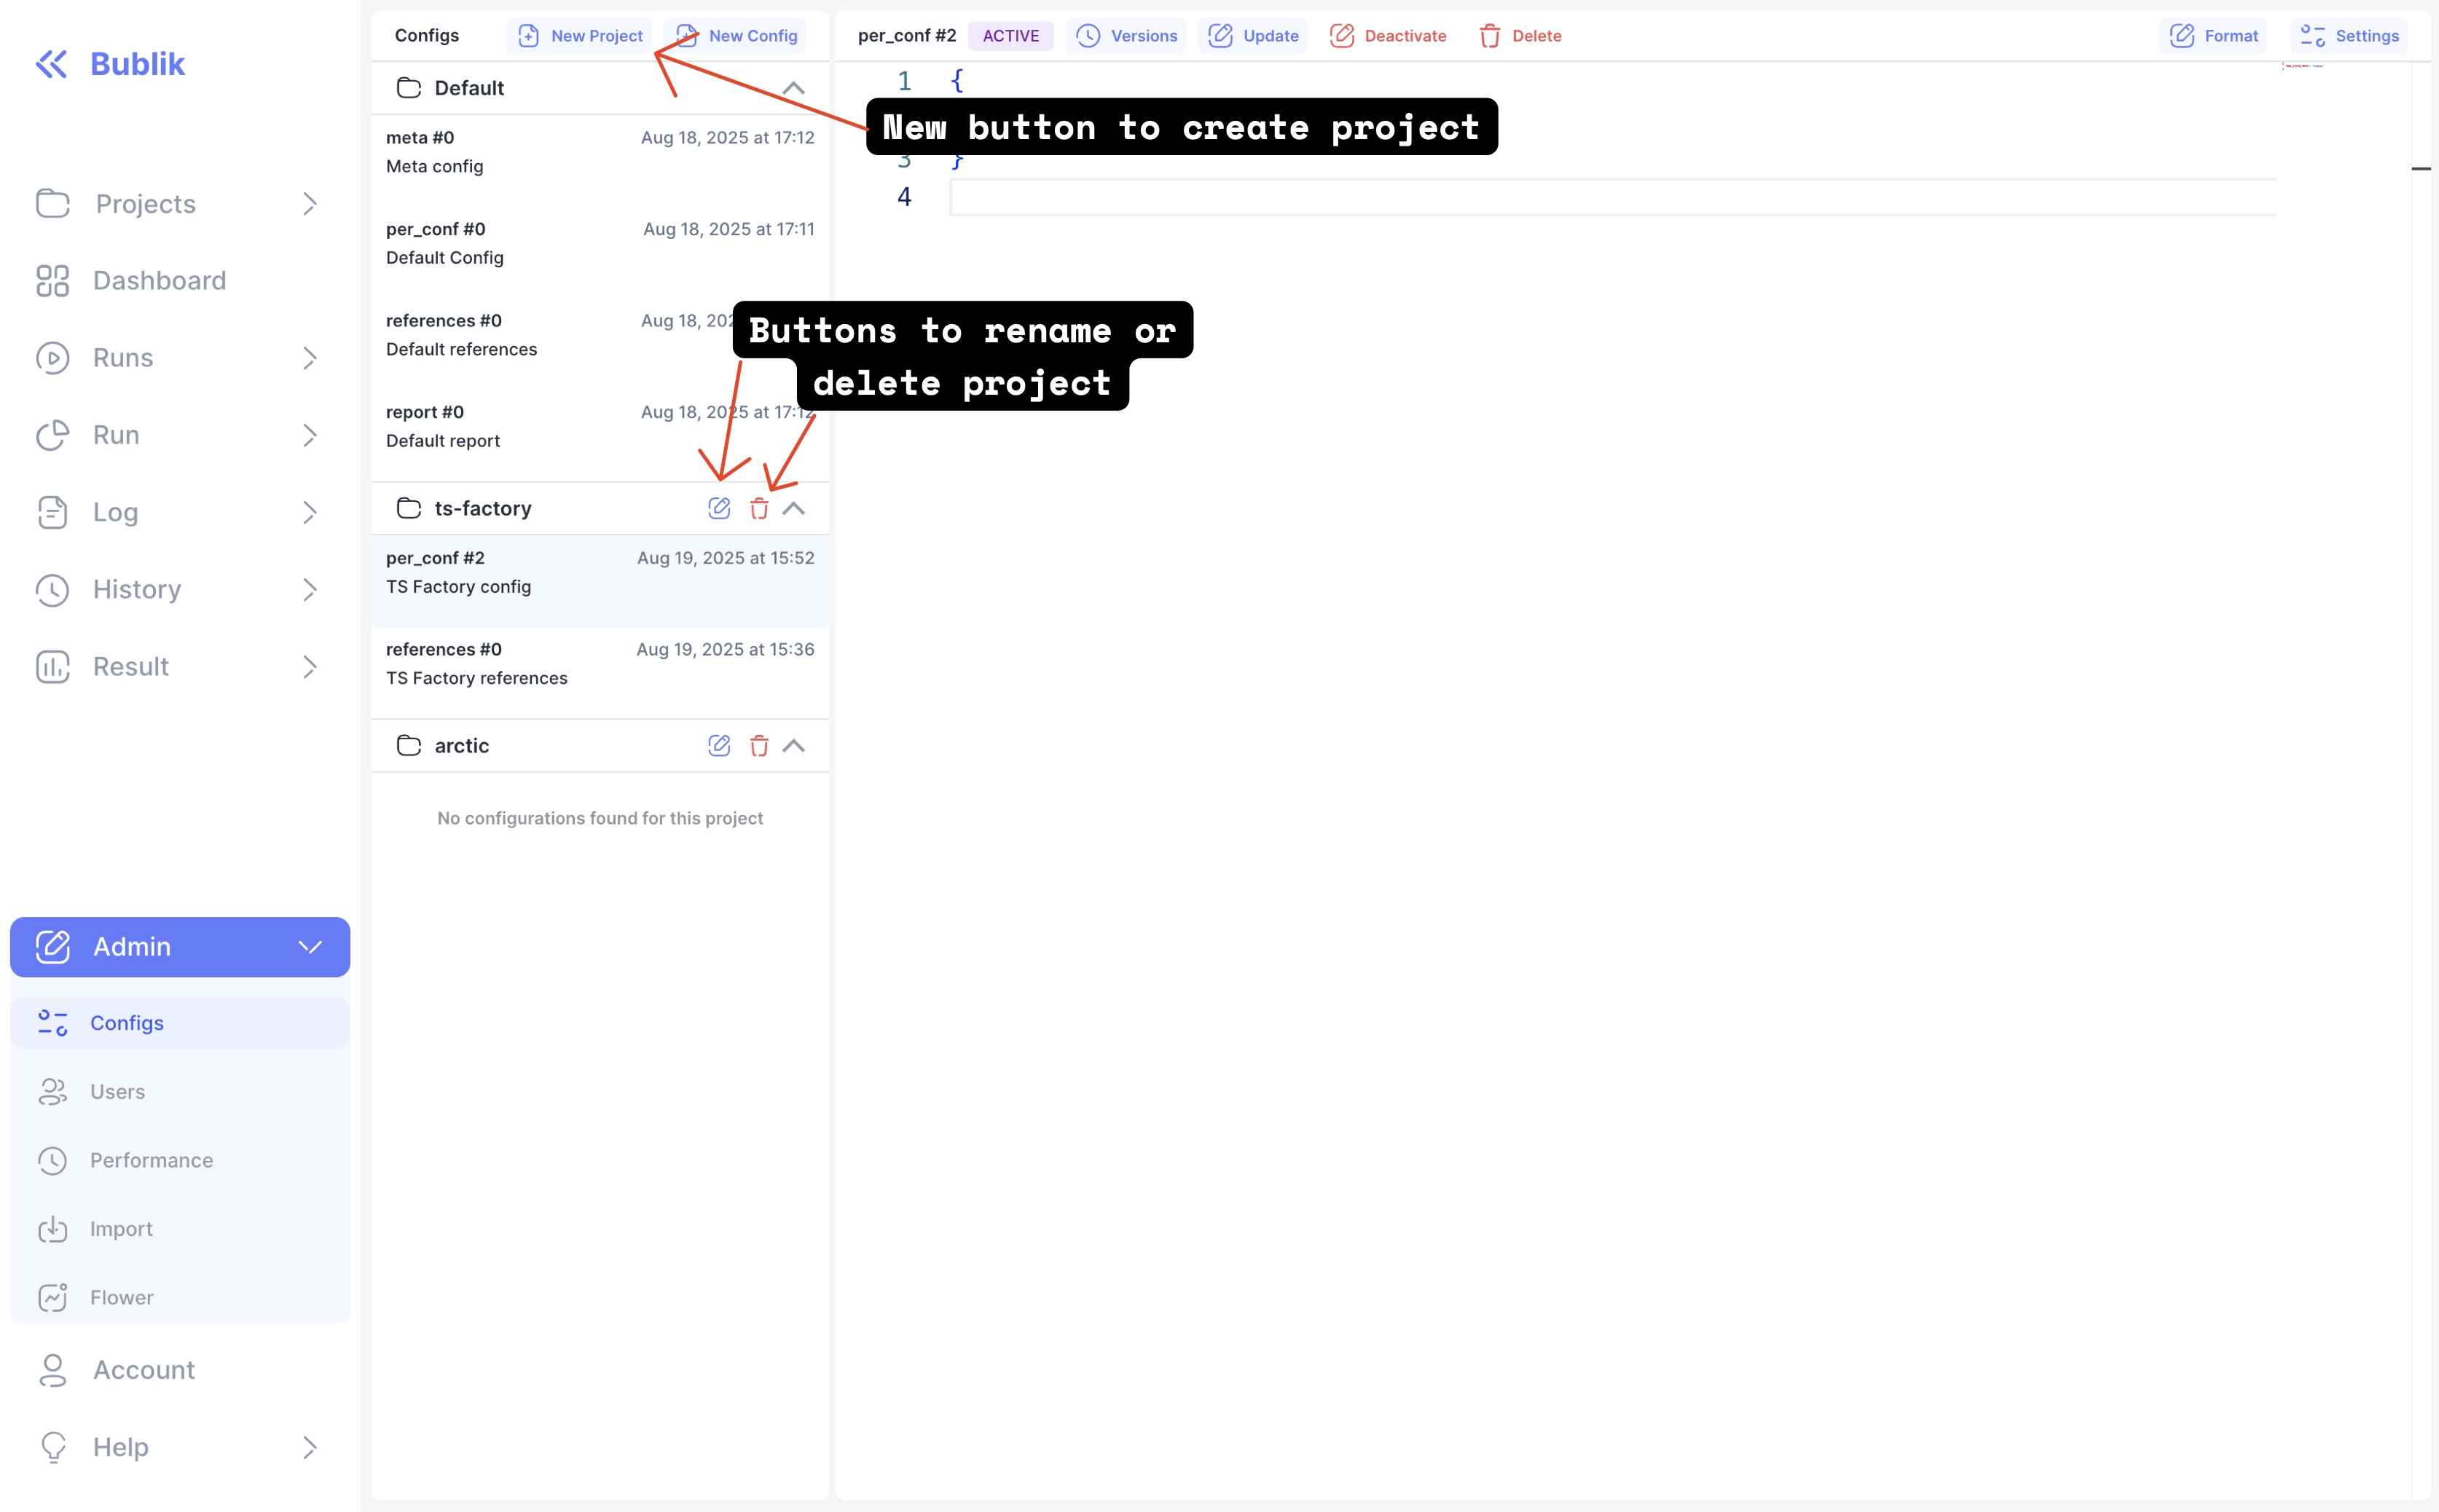 Bublik
Projects
Dashboard
Runs
Run
Log
History
Result
Admin
Configs
Users
Performance
Import
Flower
Account
Help
Configs New Project New Config
Default
meta #0 Aug 18, 2025 at 17:12
Meta config
per_conf #0 Aug 18, 2025 at 17:11
Default Config
references #0 Aug 18,
Default references
report #0 Aug 18, 2025 at 17:12
Default report
ts-factory
per_conf #2 Aug 19, 2025 at 15:52
TS Factory config
references #0 Aug 19, 2025 at 15:36
TS Factory references
arctic
No configurations found for this project
per_conf #2 ACTIVE Versions Update Deactivate Delete Format Settings
1 {
3 }
4
New button to create project
Buttons to rename or
delete project